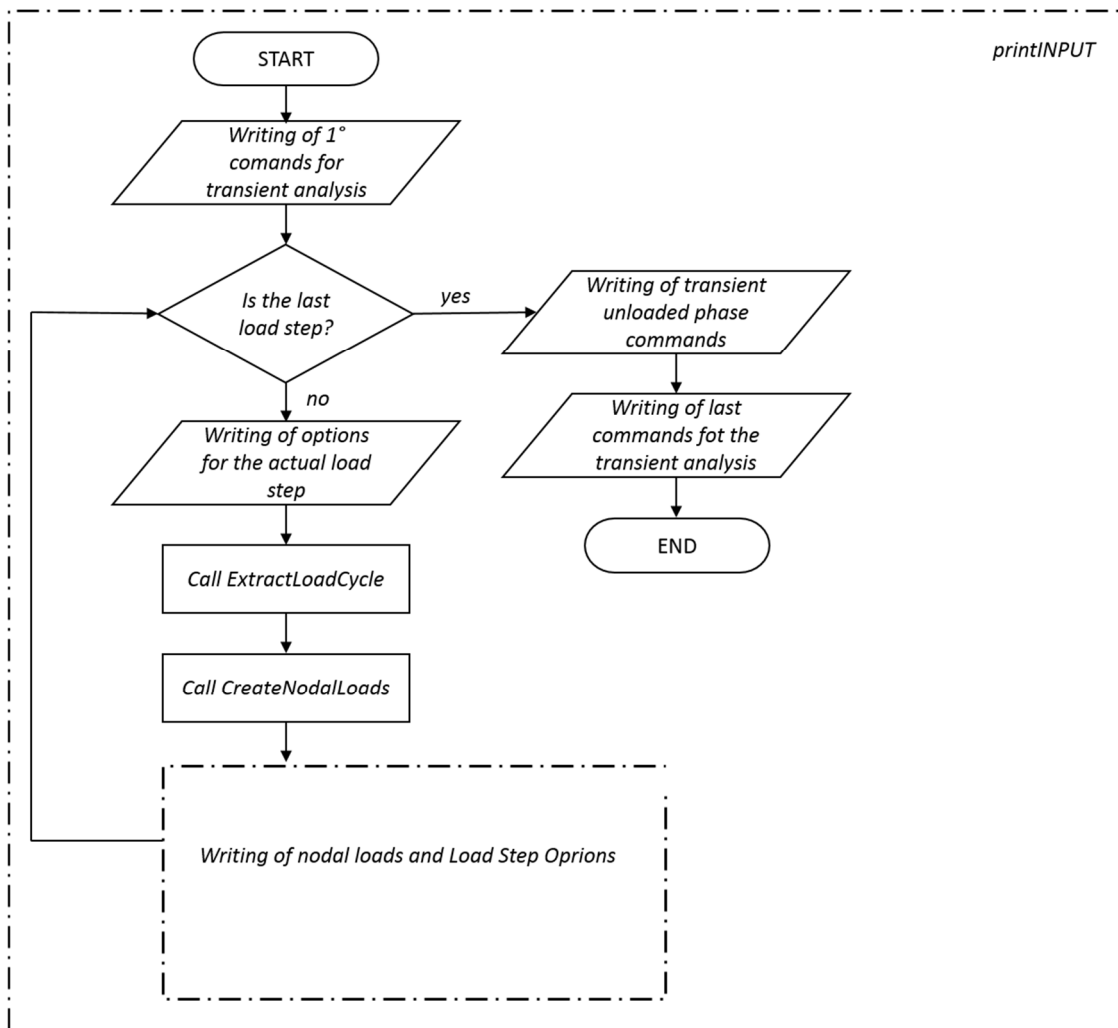 printINPUT
START
Writing of 1°
comands for
transient analysis
Is the last
load step?
yes
Writing of transient
unloaded phase
commands
Writing of last
commands fot the
transient analysis
END
no
Writing of options
for the actual load
step
Call ExtractLoadCycle
Call CreateNodalLoads
Writing of nodal loads and Load Step Oprions